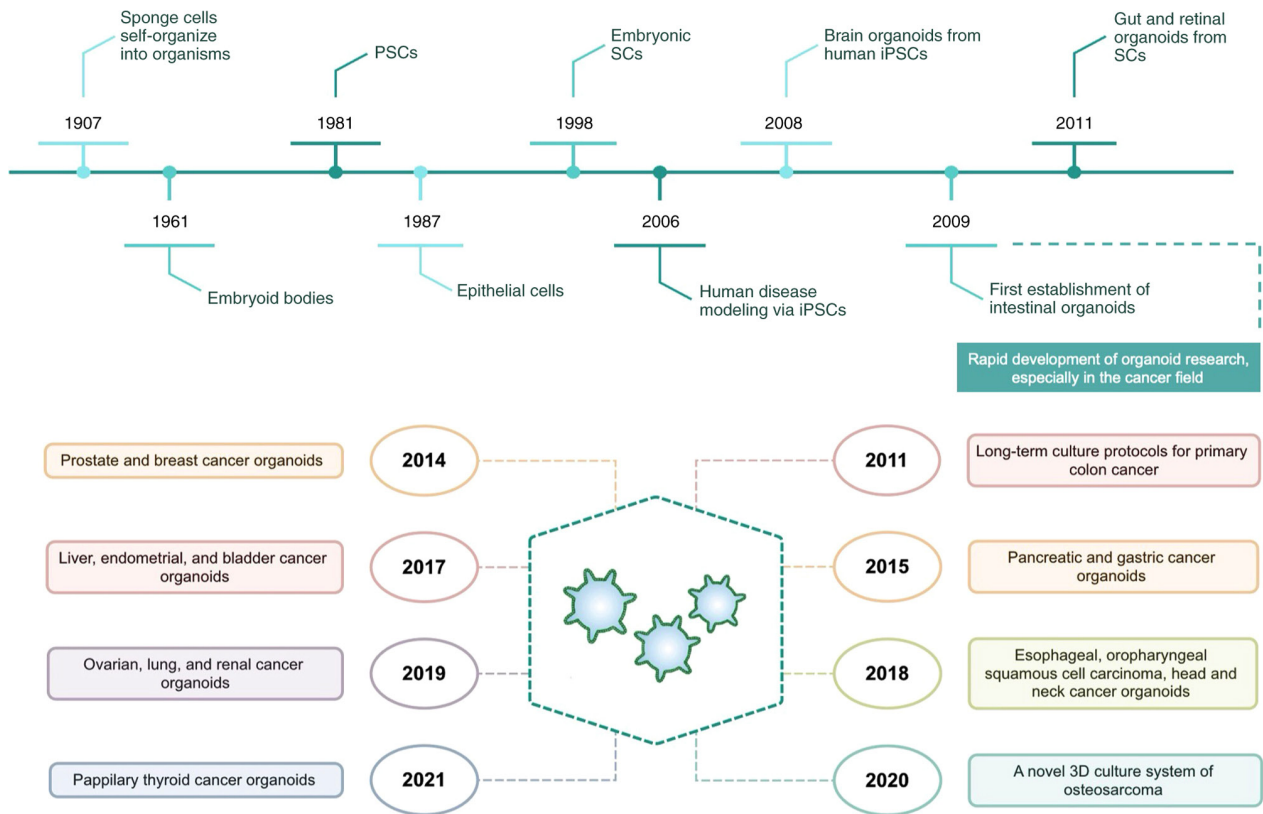 Sponge cells
self-organize
into organisms
PSCs
Embryonic
SCs
Brain organoids from
human iPSCs
Gut and retinal
organoids from
SCs
1907
1981
1998
2008
2011
1961
1987
2006
2009
Embryoid bodies
Epithelial cells
Human disease
modeling via iPSCs
First establishment of
intestinal organoids
Rapid development of organoid research,
especially in the cancer field
Prostate and breast cancer organoids
2014
2011
Long-term culture protocols for primary
colon cancer
Liver, endometrial, and bladder cancer
organoids
2017
2015
Pancreatic and gastric cancer
organoids
Ovarian, lung, and renal cancer
organoids
2019
2018
Esophageal, oropharyngeal
squamous cell carcinoma, head and
neck cancer organoids
Pappilary thyroid cancer organoids
2021
2020
A novel 3D culture system of
osteosarcoma